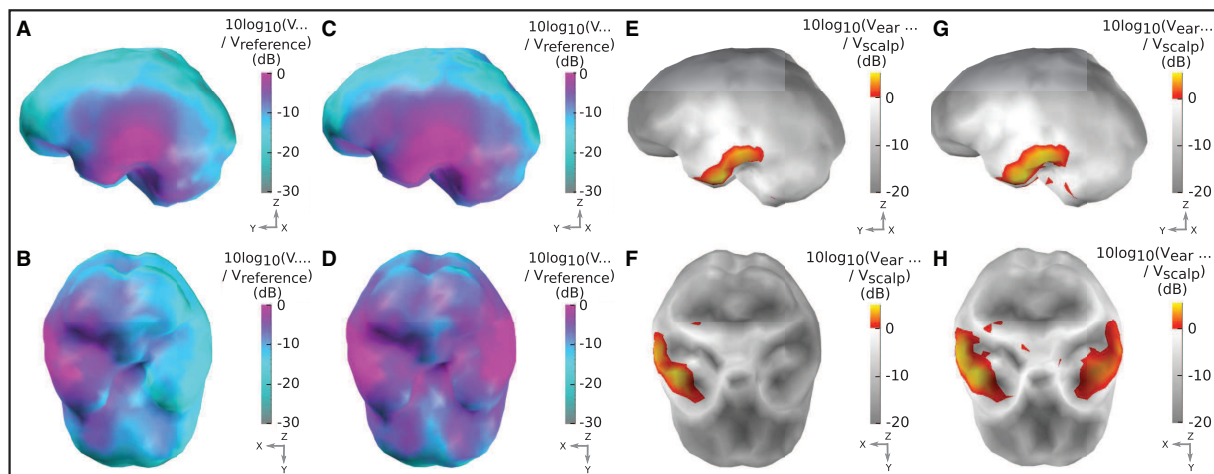 A
10log10(V...
/ Vreference)
(dB)
0
-10
-20
-30
Z
Y
X
C
10log10(V...
/ Vreference)
(dB)
0
-10
-20
-30
Z
Y
X
E
10log10(Vear ...
/ Vscalp)
(dB)
0
-10
-20
Z
Y
X
G
10log10(Vear ...
/ Vscalp)
(dB)
0
-10
-20
Z
Y
X
B
10log10(V....
/ Vreference)
(dB)
0
-10
-20
-30
X
Z
Y
D
10log10(V...
/ Vreference)
(dB)
0
-10
-20
-30
X
Z
Y
F
10log10(Vear ...
/ Vscalp)
(dB)
0
-10
-20
X
Z
Y
H
10log10(Vear ...
/ Vscalp)
(dB)
0
-10
-20
X
Z
Y